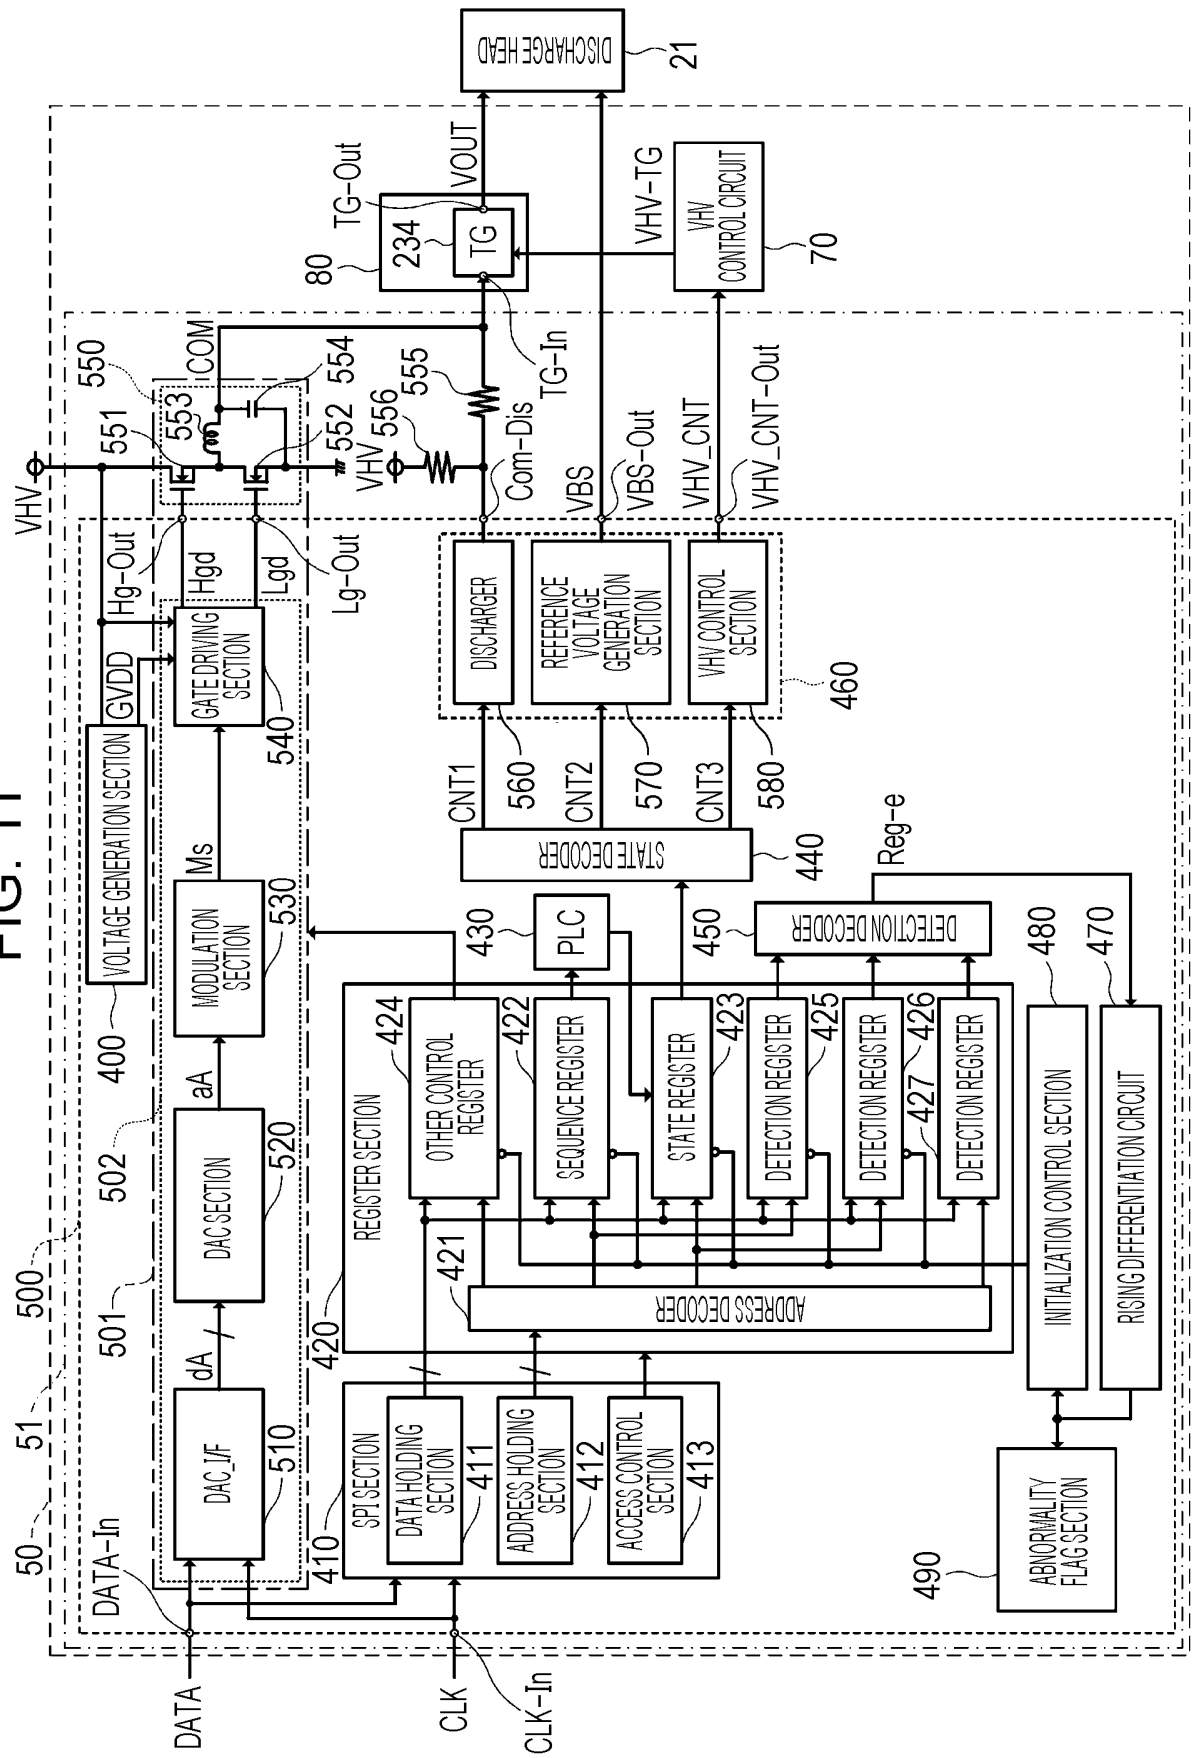 FIG. 11
50
51
500
501
502
400
VOLTAGE GENERATION SECTION
GVDD
VHV
Hg-Out
Hgd
Lgd
Lg-Out
550
551
552
553
554
COM
DATA
DATA-In
CLK
CLK-In
DAC_I/F
510
dA
DAC SECTION
520
aA
MODULATION
SECTION
530
Ms
GATE DRIVING
SECTION
540
VHV
556
555
Com-Dis
TG-In
80
234
TG
TG-Out
VOUT
DISCHARGE HEAD
21
410
SPI SECTION
DATA HOLDING
SECTION
411
ADDRESS HOLDING
SECTION
412
ACCESS CONTROL
SECTION
413
420
REGISTER SECTION
421
ADDRESS DECODER
OTHER CONTROL
REGISTER
424
SEQUENCE REGISTER
422
STATE REGISTER
423
DETECTION REGISTER
425
DETECTION REGISTER
426
DETECTION REGISTER
427
430
PLC
STATE DECODER
440
450
DETECTION DECODER
Reg-e
CNT1
CNT2
CNT3
DISCHARGER
560
REFERENCE
VOLTAGE
GENERATION
SECTION
570
VHV CONTROL
SECTION
580
460
VBS
VBS-Out
VHV_CNT
VHV_CNT-Out
VHV-TG
VHV
CONTROL CIRCUIT
70
INITIALIZATION CONTROL SECTION
480
RISING DIFFERENTIATION CIRCUIT
470
ABNORMALITY
FLAG SECTION
490